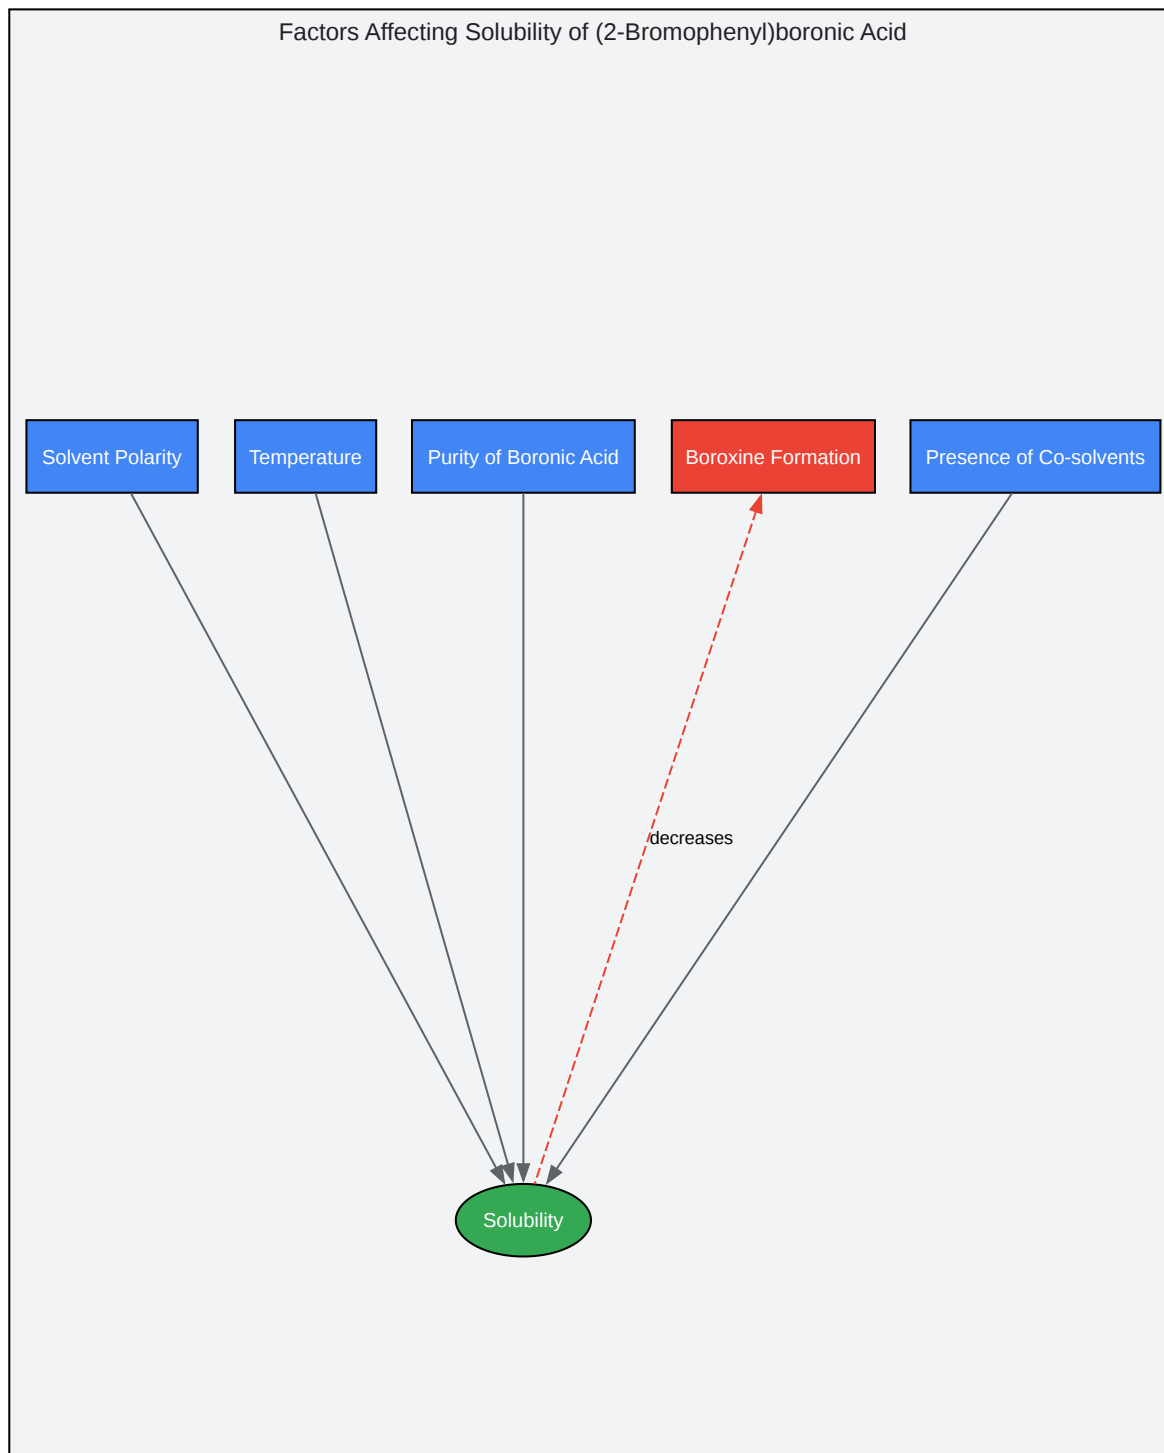 Factors Affecting Solubility of (2-Bromophenyl)boronic Acid
Solvent Polarity
Temperature
Purity of Boronic Acid
Boroxine Formation
Presence of Co-solvents
decreases
Solubility